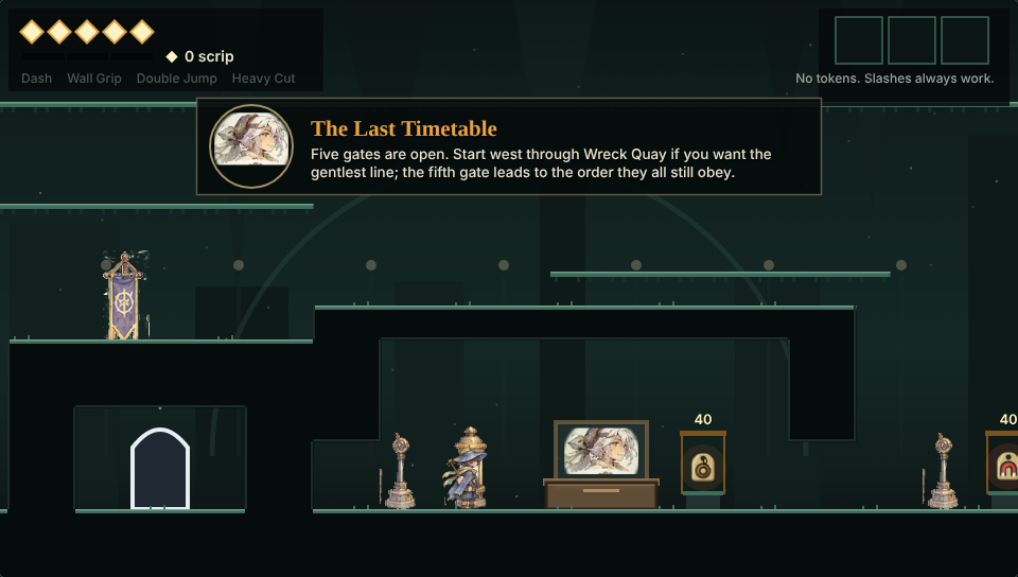 0 scrip
Dash Wall Grip Double Jump Heavy Cut
No tokens. Slashes always work.
The Last Timetable
Five gates are open. Start west through Wreck Quay if you want the
gentlest line; the fifth gate leads to the order they all still obey.
40
40